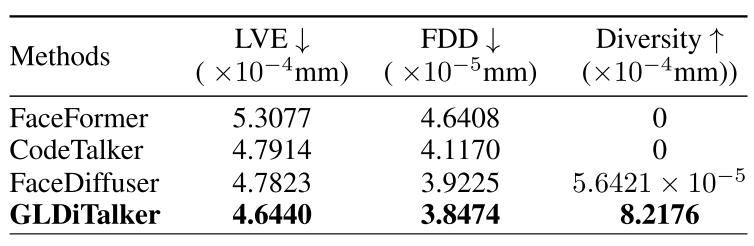 Methods LVE ↓ FDD ↓ Diversity ↑
( ×10⁻⁴mm) ( ×10⁻⁵mm) (×10⁻⁴mm))
FaceFormer 5.3077 4.6408 0
CodeTalker 4.7914 4.1170 0
FaceDiffuser 4.7823 3.9225 5.6421 × 10⁻⁵
GLDiTalker 4.6440 3.8474 8.2176